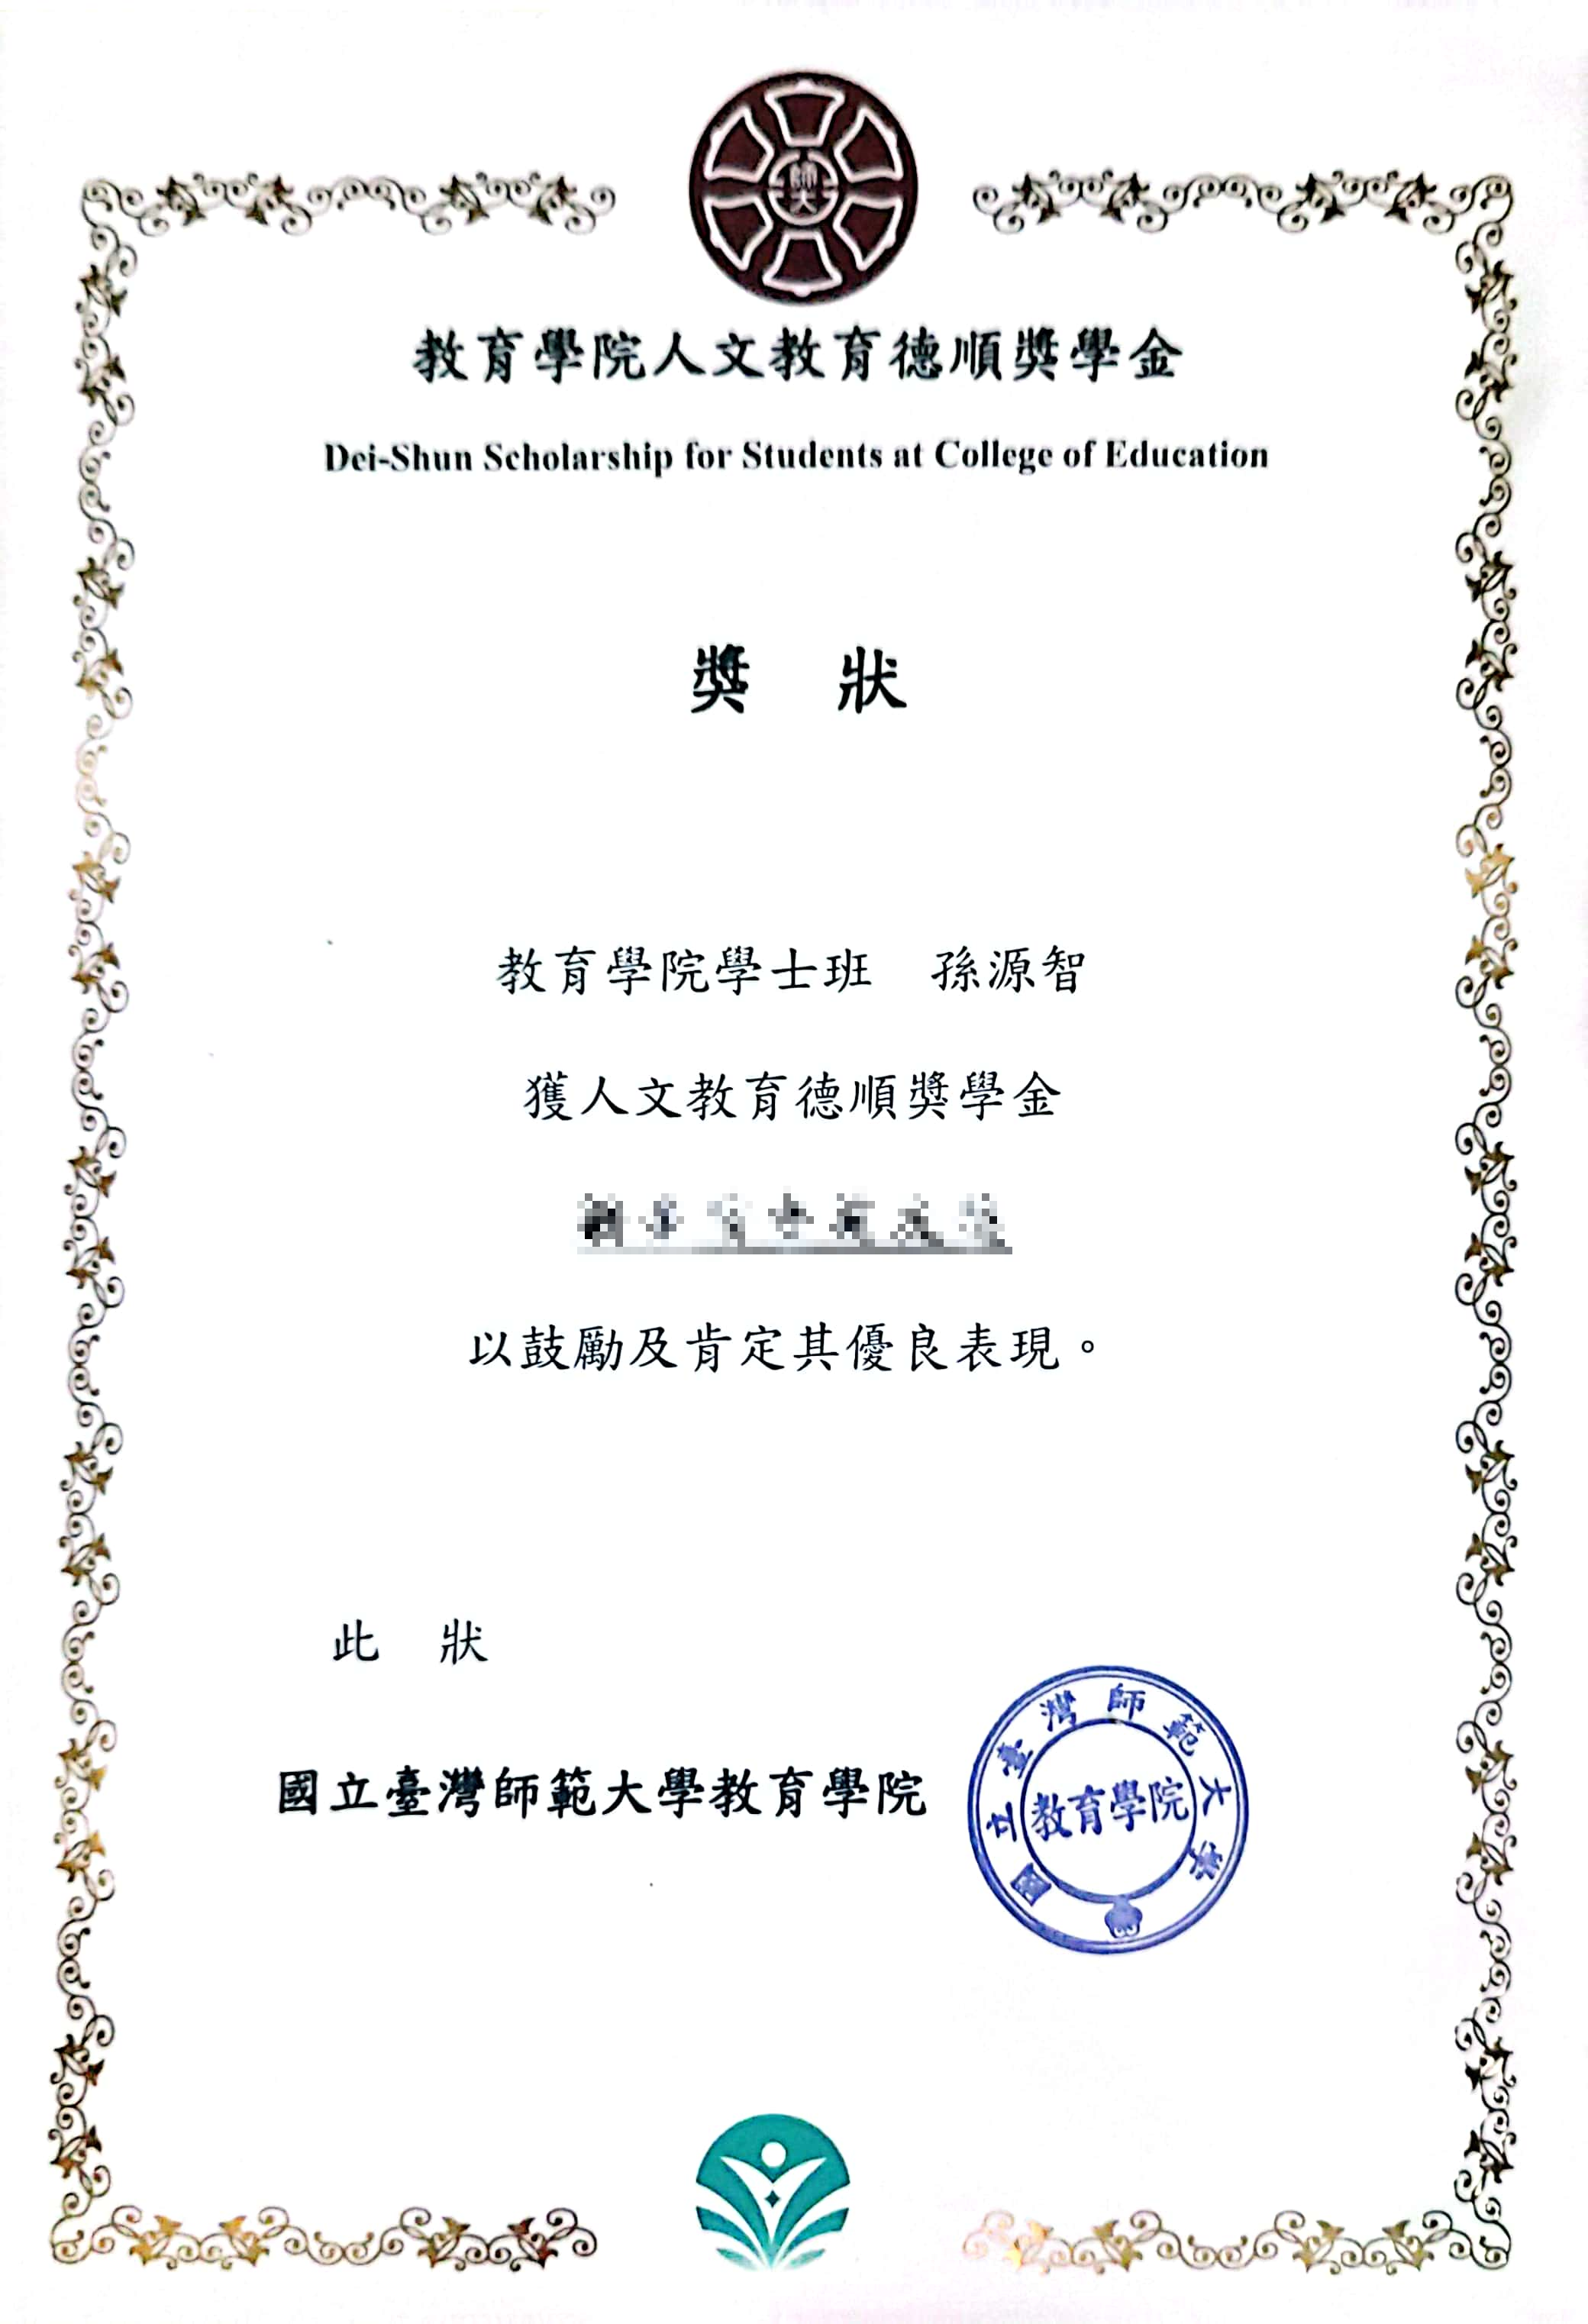 師大
教育學院人文教育德順獎學金
Dei-Shun Scholarship for Students at College of Education
獎 狀
教育學院學士班 孫源智
獲人文教育德順獎學金
以鼓勵及肯定其優良表現。
此 狀
國立臺灣師範大學教育學院
國立臺灣師範大學
教育學院